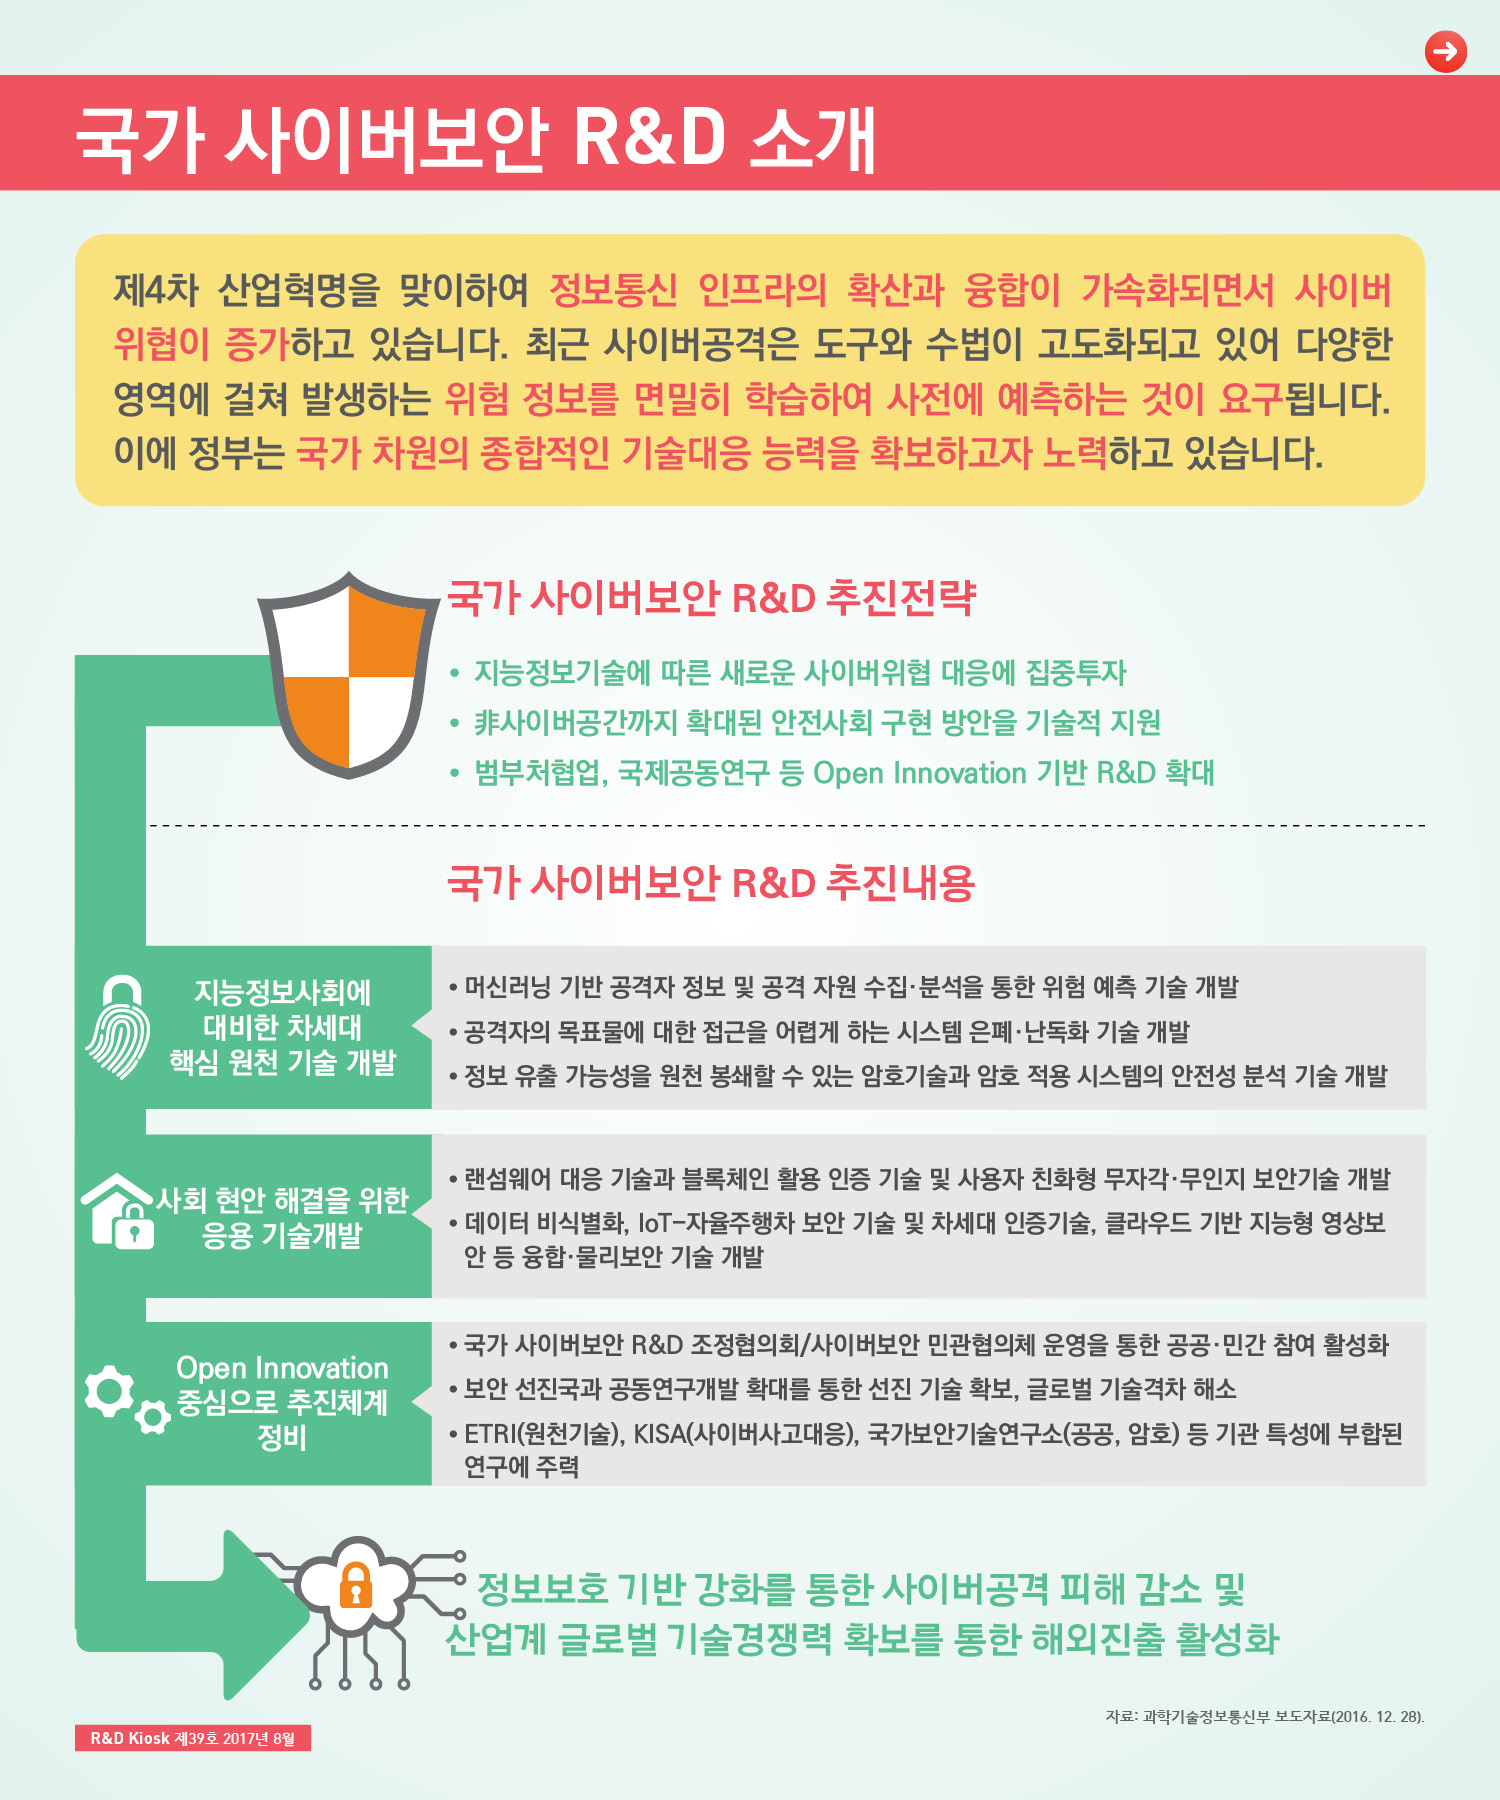 국가 사이버보안 R&D 소개
제4차 산업혁명을 맞이하여 정보통신 인프라의 확산과 융합이 가속화되면서 사이버
위협이 증가하고 있습니다. 최근 사이버공격은 도구와 수법이 고도화되고 있어 다양한
영역에 걸쳐 발생하는 위험 정보를 면밀히 학습하여 사전에 예측하는 것이 요구됩니다.
이에 정부는 국가 차원의 종합적인 기술대응 능력을 확보하고자 노력하고 있습니다.
국가 사이버보안 R&D 추진전략
• 지능정보기술에 따른 새로운 사이버위협 대응에 집중투자
• 非사이버공간까지 확대된 안전사회 구현 방안을 기술적 지원
• 범부처협업, 국제공동연구 등 Open Innovation 기반 R&D 확대
국가 사이버보안 R&D 추진내용
지능정보사회에
대비한 차세대
핵심 원천 기술 개발
• 머신러닝 기반 공격자 정보 및 공격 자원 수집·분석을 통한 위험 예측 기술 개발
• 공격자의 목표물에 대한 접근을 어렵게 하는 시스템 은폐·난독화 기술 개발
• 정보 유출 가능성을 원천 봉쇄할 수 있는 암호기술과 암호 적용 시스템의 안전성 분석 기술 개발
사회 현안 해결을 위한
응용 기술개발
• 랜섬웨어 대응 기술과 블록체인 활용 인증 기술 및 사용자 친화형 무자각·무인지 보안기술 개발
• 데이터 비식별화, IoT-자율주행차 보안 기술 및 차세대 인증기술, 클라우드 기반 지능형 영상보
안 등 융합·물리보안 기술 개발
Open Innovation
중심으로 추진체계
정비
• 국가 사이버보안 R&D 조정협의회/사이버보안 민관협의체 운영을 통한 공공·민간 참여 활성화
• 보안 선진국과 공동연구개발 확대를 통한 선진 기술 확보, 글로벌 기술격차 해소
• ETRI(원천기술), KISA(사이버사고대응), 국가보안기술연구소(공공, 암호) 등 기관 특성에 부합된
연구에 주력
정보보호 기반 강화를 통한 사이버공격 피해 감소 및
산업계 글로벌 기술경쟁력 확보를 통한 해외진출 활성화
자료: 과학기술정보통신부 보도자료(2016. 12. 28).
R&D Kiosk 제39호 2017년 8월